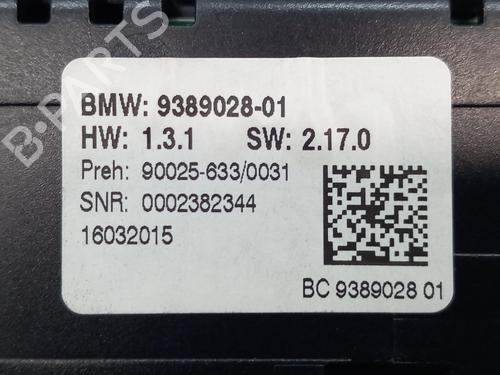 B-PARTS
BMW: 9389028-01
HW: 1.3.1 SW: 2.17.0
Preh: 90025-633/0031
SNR: 0002382344
16032015
BC 9389028 01